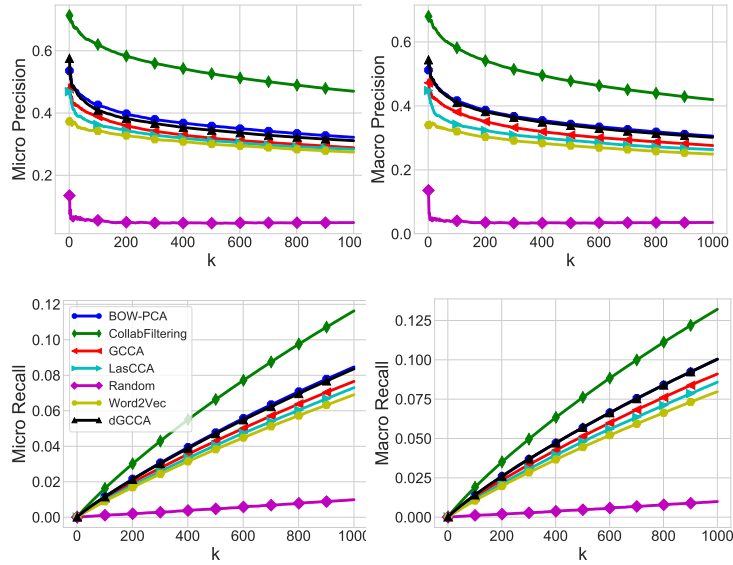 Micro Precision
0.6
0.4
0.2
0 200 400 600 800 1000
k
Macro Precision
0.6
0.4
0.2
0.0
0 200 400 600 800 1000
k
Micro Recall
0.12
0.10
0.08
0.06
0.04
0.02
0.00
BOW-PCA
CollabFiltering
GCCA
LasCCA
Random
Word2Vec
dGCCA
0 200 400 600 800 1000
k
Macro Recall
0.125
0.100
0.075
0.050
0.025
0.000
0 200 400 600 800 1000
k